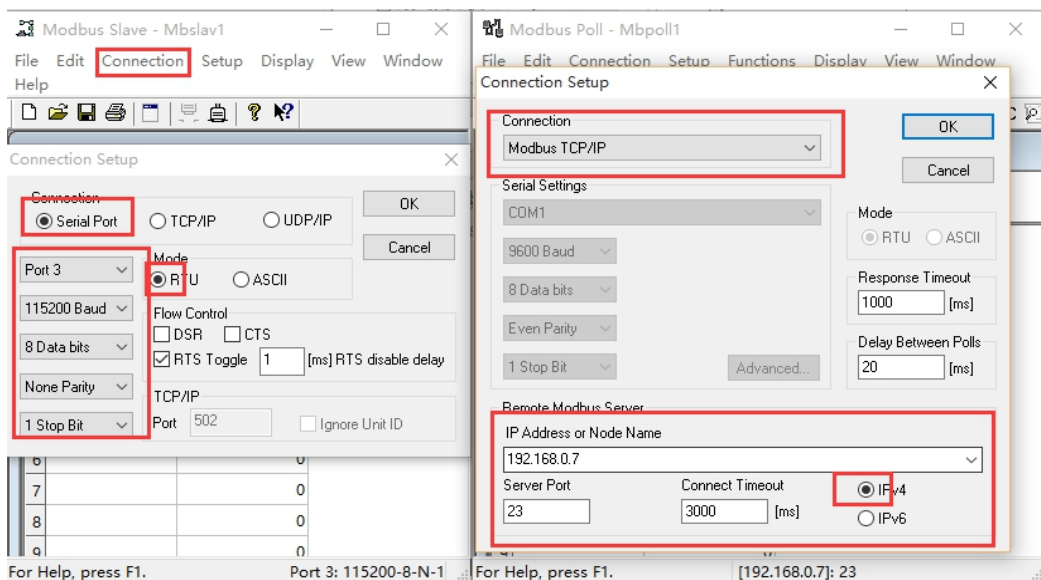 Modbus Slave - Mbslav1
File Edit Connection Setup Display View Window
Help
Connection Setup
Connection
Serial Port TCP/IP UDP/IP
OK
Cancel
Port 3
115200 Baud
8 Data bits
None Parity
1 Stop Bit
Mode
RTU ASCII
Flow Control
DSR CTS
RTS Toggle 1 [ms] RTS disable delay
TCP/IP
Port 502 Ignore Unit ID
6 0
7 0
8 0
9 0
For Help, press F1. Port 3: 115200-8-N-1
Modbus Poll - Mbpoll1
File Edit Connection Setup Functions Display View Window
Connection Setup
Connection
Modbus TCP/IP
OK
Cancel
Serial Settings
COM1
9600 Baud
8 Data bits
Even Parity
1 Stop Bit Advanced...
Mode
RTU ASCII
Response Timeout
1000 [ms]
Delay Between Polls
20 [ms]
Remote Modbus Server
IP Address or Node Name
192.168.0.7
Server Port Connect Timeout
23 3000 [ms]
IPv4
IPv6
For Help, press F1. [192.168.0.7]: 23